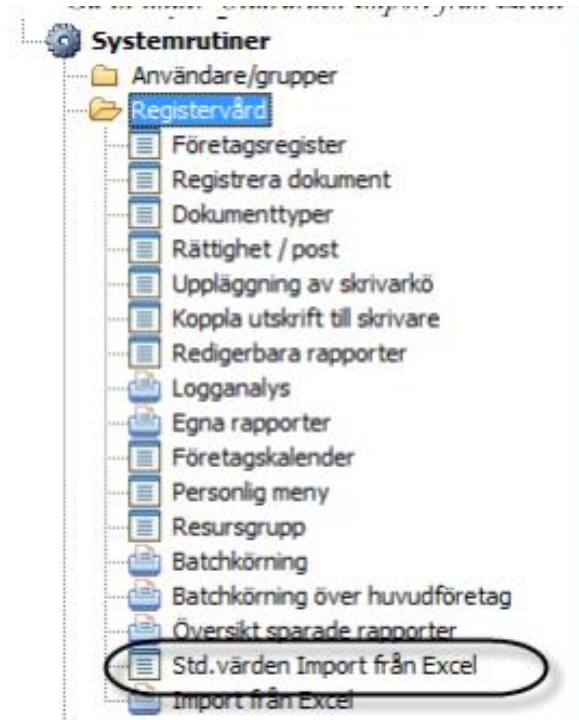 Systemrutiner
Användare/grupper
Registervård
Företagsregister
Registrera dokument
Dokumenttyper
Rättighet / post
Uppläggning av skrivarkö
Koppla utskrift till skrivare
Redigerbara rapporter
Logganalys
Egna rapporter
Företagskalender
Personlig meny
Resursgrupp
Batchkörning
Batchkörning över huvudföretag
Översikt sparade rapporter
Std.värden Import från Excel
Import från Excel